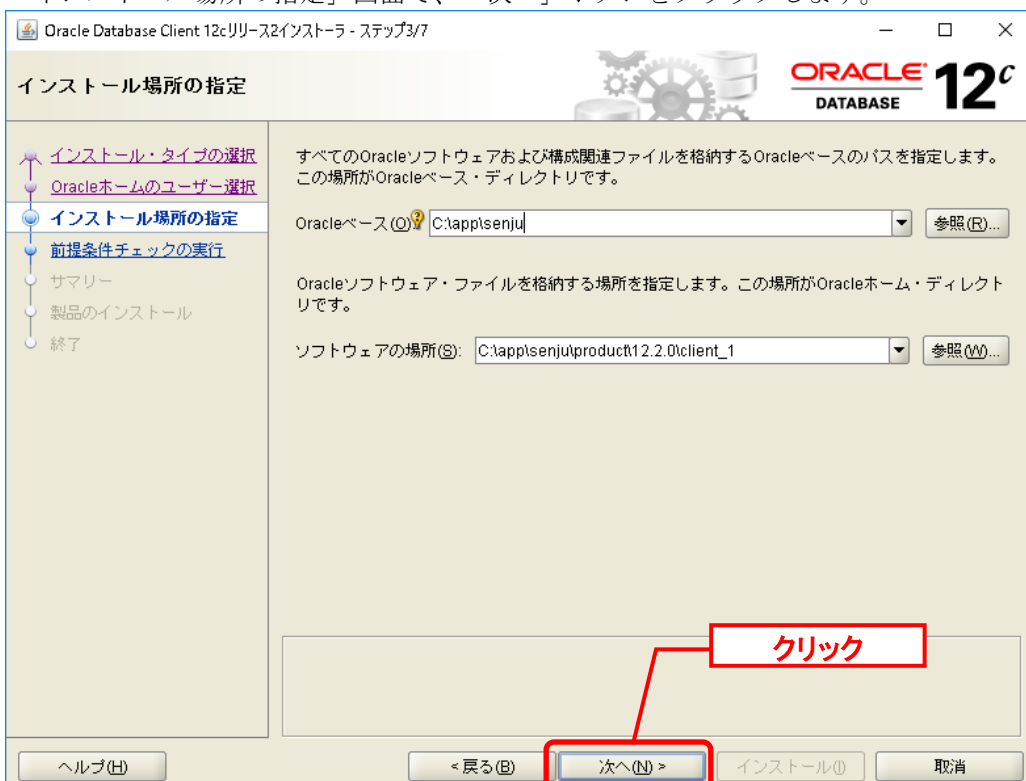 Oracle Database Client 12cリリース2インストーラ - ステップ3/7
インストール場所の指定
ORACLE
DATABASE
12c
インストール・タイプの選択
Oracleホームのユーザー選択
インストール場所の指定
前提条件チェックの実行
サマリー
製品のインストール
終了
すべてのOracleソフトウェアおよび構成関連ファイルを格納するOracleベースのパスを指定します。
この場所がOracleベース・ディレクトリです。
Oracleベース(O) C:\app\senju
参照(R)...
Oracleソフトウェア・ファイルを格納する場所を指定します。この場所がOracleホーム・ディレクト
リです。
ソフトウェアの場所(S): C:\app\senju\product\12.2.0\client_1
参照(W)...
クリック
ヘルプ(H)
< 戻る(B)
次へ(N) >
インストール(I)
取消